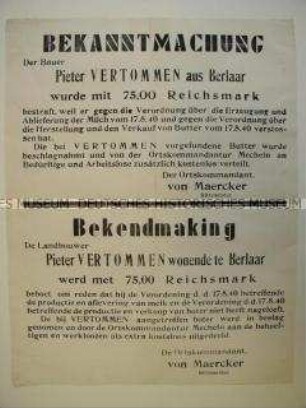 BEKANNTMACHUNG
Der Bauer
Pieter VERTOMMEN aus Berlaar
wurde mit 75,00 Reichsmark
bestraft, weil er gegen die Verordnung über die Erzeugung und
Ablieferung der Milch vom 17.8.40 und gegen die Verordnung über
die Herstellung und den Verkauf von Butter vom 17.8.40 verstos-
sen hat.
Die bei VERTOMMEN vorgefundene Butter wurde
beschlagnahmt und von der Ortskommandantur Mecheln an
Bedürftige und Arbeitslose zusätzlich kostenlos verteilt.
Der Ortskommandant.
von Maercker
MUSEUM DEUTSCHES HISTORISCHES MUSEUM
Bekendmaking
De Landbouwer
Pieter VERTOMMEN wonende te Berlaar
werd met 75,00 Reichsmark
beboet om reden dat hij de Verordening d.d. 17.8.40 betreffende
de productie en aflevering van melk en de Verordening d.d. 17.8.40
betreffende de productie en verkoop van boter niet heeft nageleefd.
De bij VERTOMMEN aangetroffen boter werd in beslag
genomen en door de Ortskommandantur Mecheln aan de behoef-
tigen en werkloozen als extra kosteloos uitgedeeld.
De Ortskommandant.
von Maercker